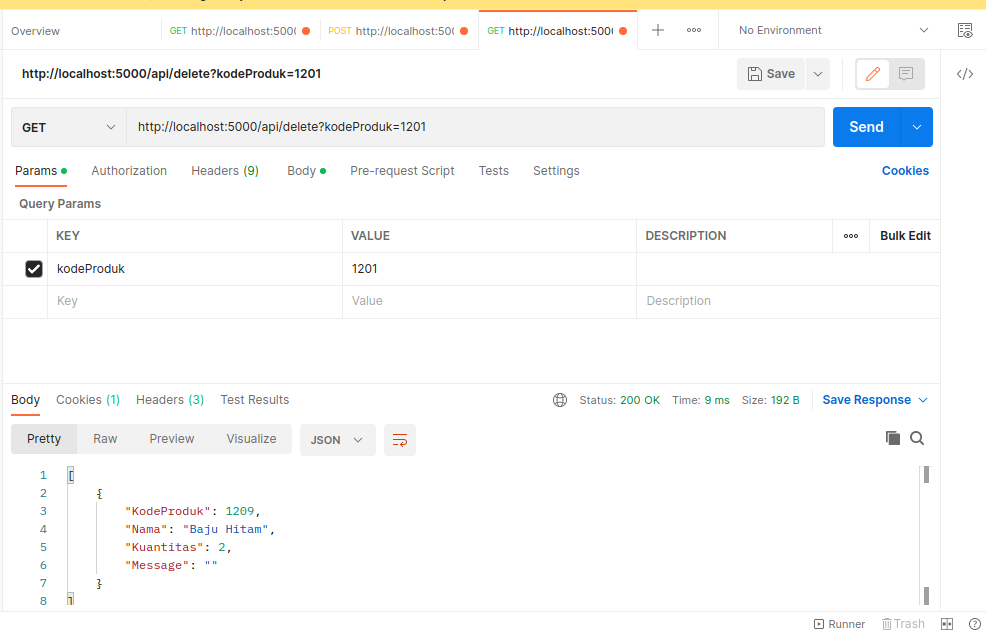 Overview GET http://localhost:500( POST http://localhost:50( GET http://localhost:500( No Environment
http://localhost:5000/api/delete?kodeProduk=1201 Save
GET http://localhost:5000/api/delete?kodeProduk=1201 Send
Params Authorization Headers (9) Body Pre-request Script Tests Settings Cookies
Query Params
KEY VALUE DESCRIPTION Bulk Edit
kodeProduk 1201
Key Value Description
Body Cookies (1) Headers (3) Test Results Status: 200 OK Time: 9 ms Size: 192 B Save Response
Pretty Raw Preview Visualize JSON
1 [
2 {
3 "KodeProduk": 1209,
4 "Nama": "Baju Hitam",
5 "Kuantitas": 2,
6 "Message": ""
7 }
8 ]
Runner Trash